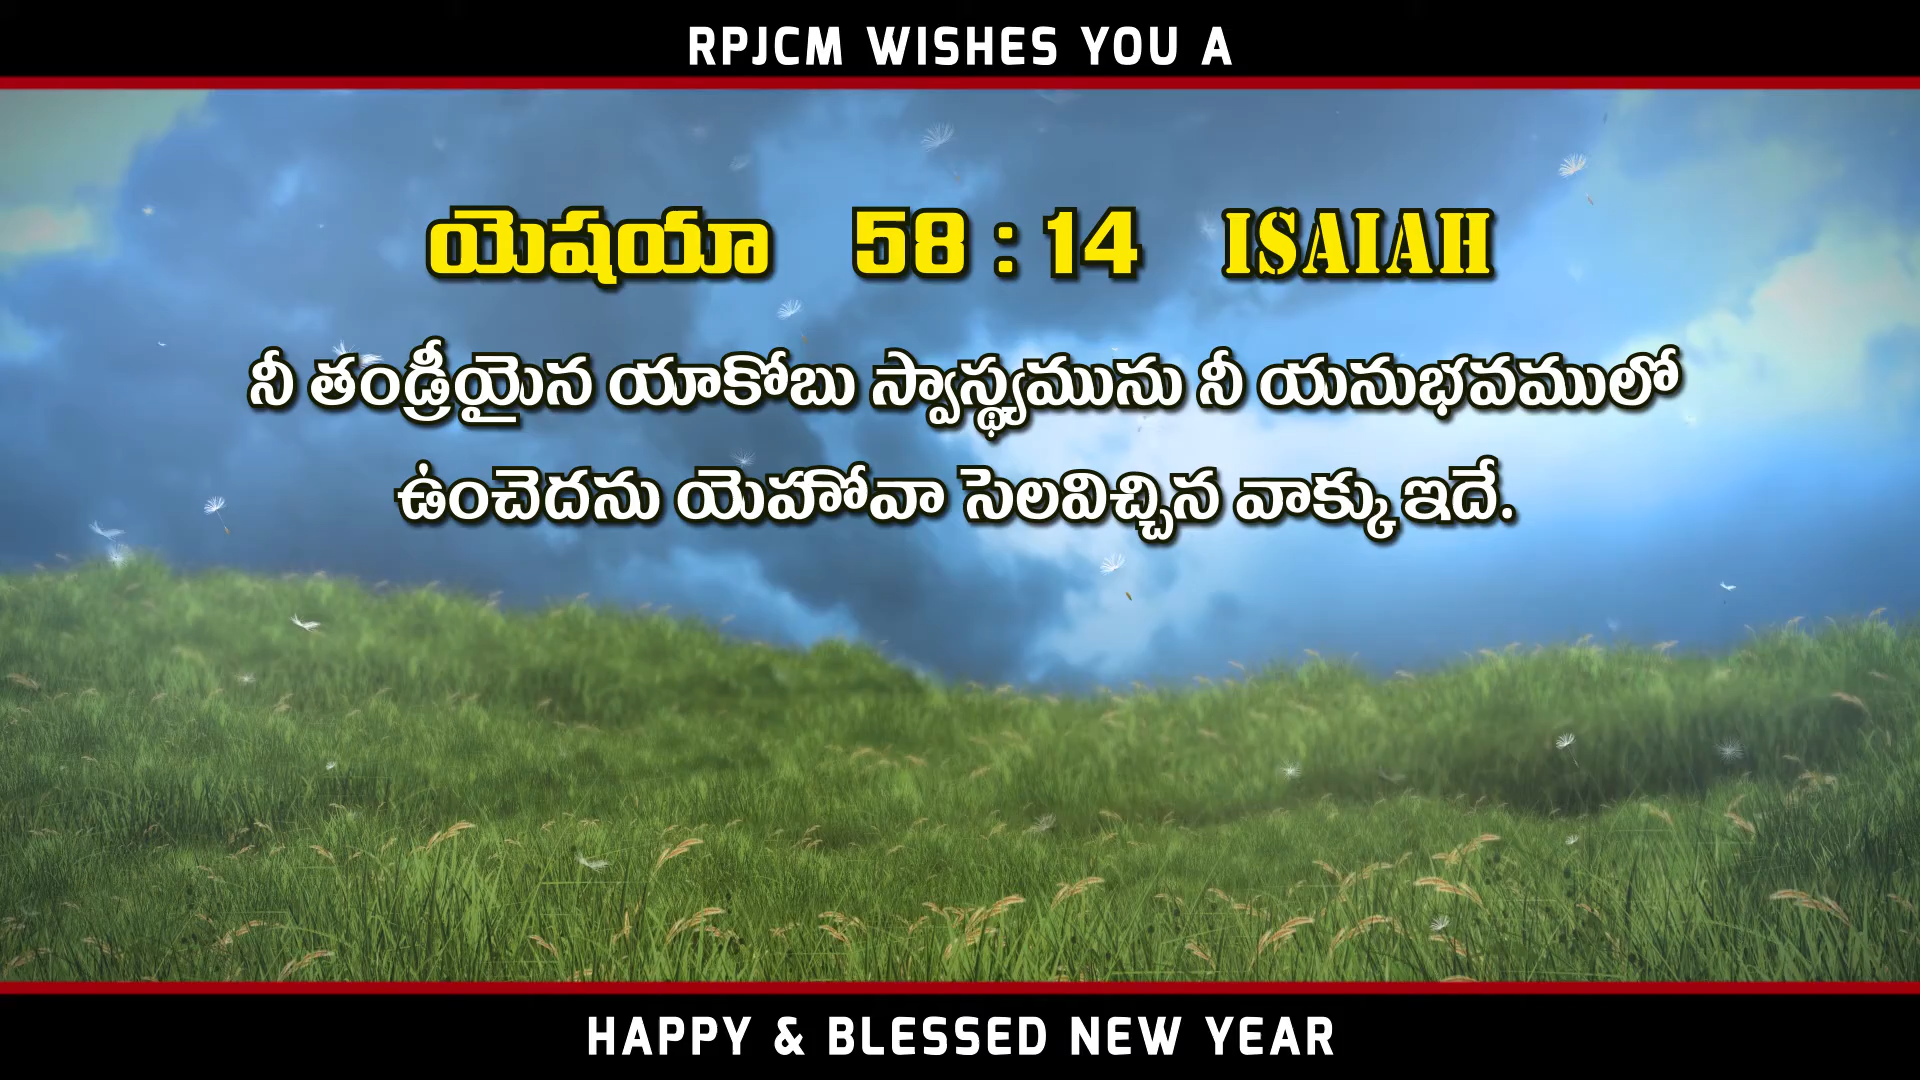 RPJCM WISHES YOU A
యెషయా 58 : 14 ISAIAH
నీ తండ్రియైన యాకోబు స్వాస్థ్యమును నీ యనుభవములో
ఉంచెదను యెహోవా సెలవిచ్చిన వాక్కు ఇదే.
HAPPY & BLESSED NEW YEAR